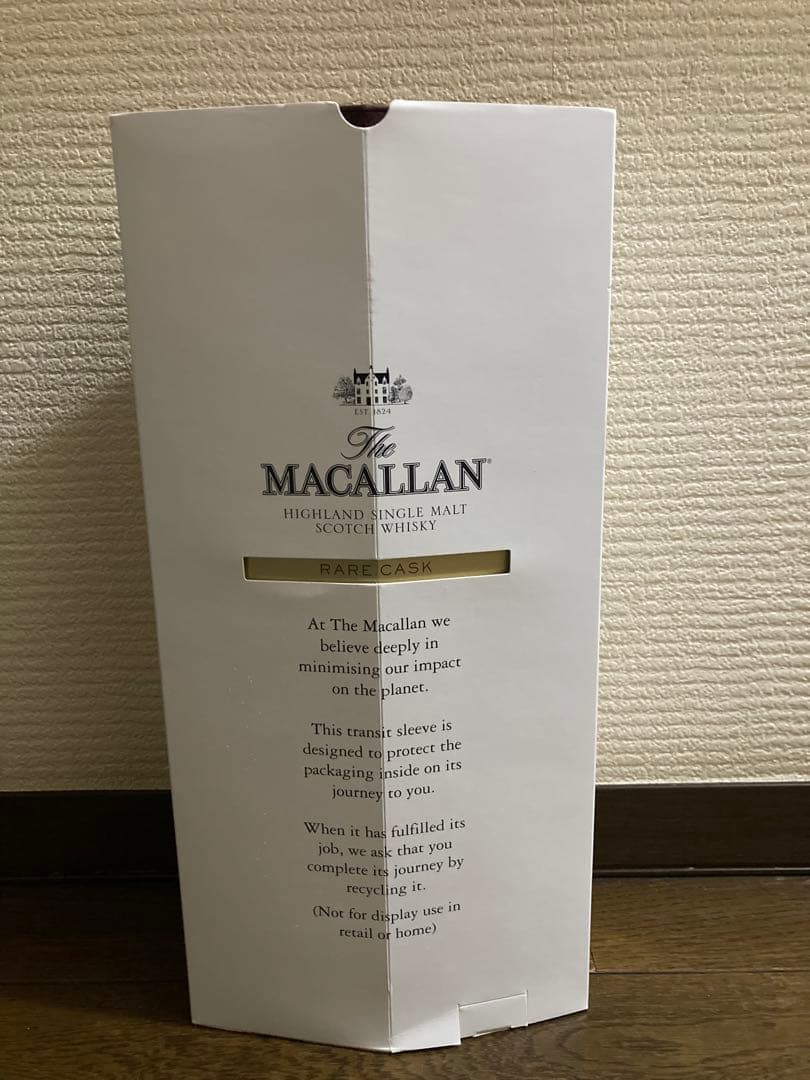 EST. 1824
The
MACALLAN®
HIGHLAND SINGLE MALT
SCOTCH WHISKY
RARE CASK
At The Macallan we
believe deeply in
minimising our impact
on the planet.
This transit sleeve is
designed to protect the
packaging inside on its
journey to you.
When it has fulfilled its
job, we ask that you
complete its journey by
recycling it.
(Not for display use in
retail or home)